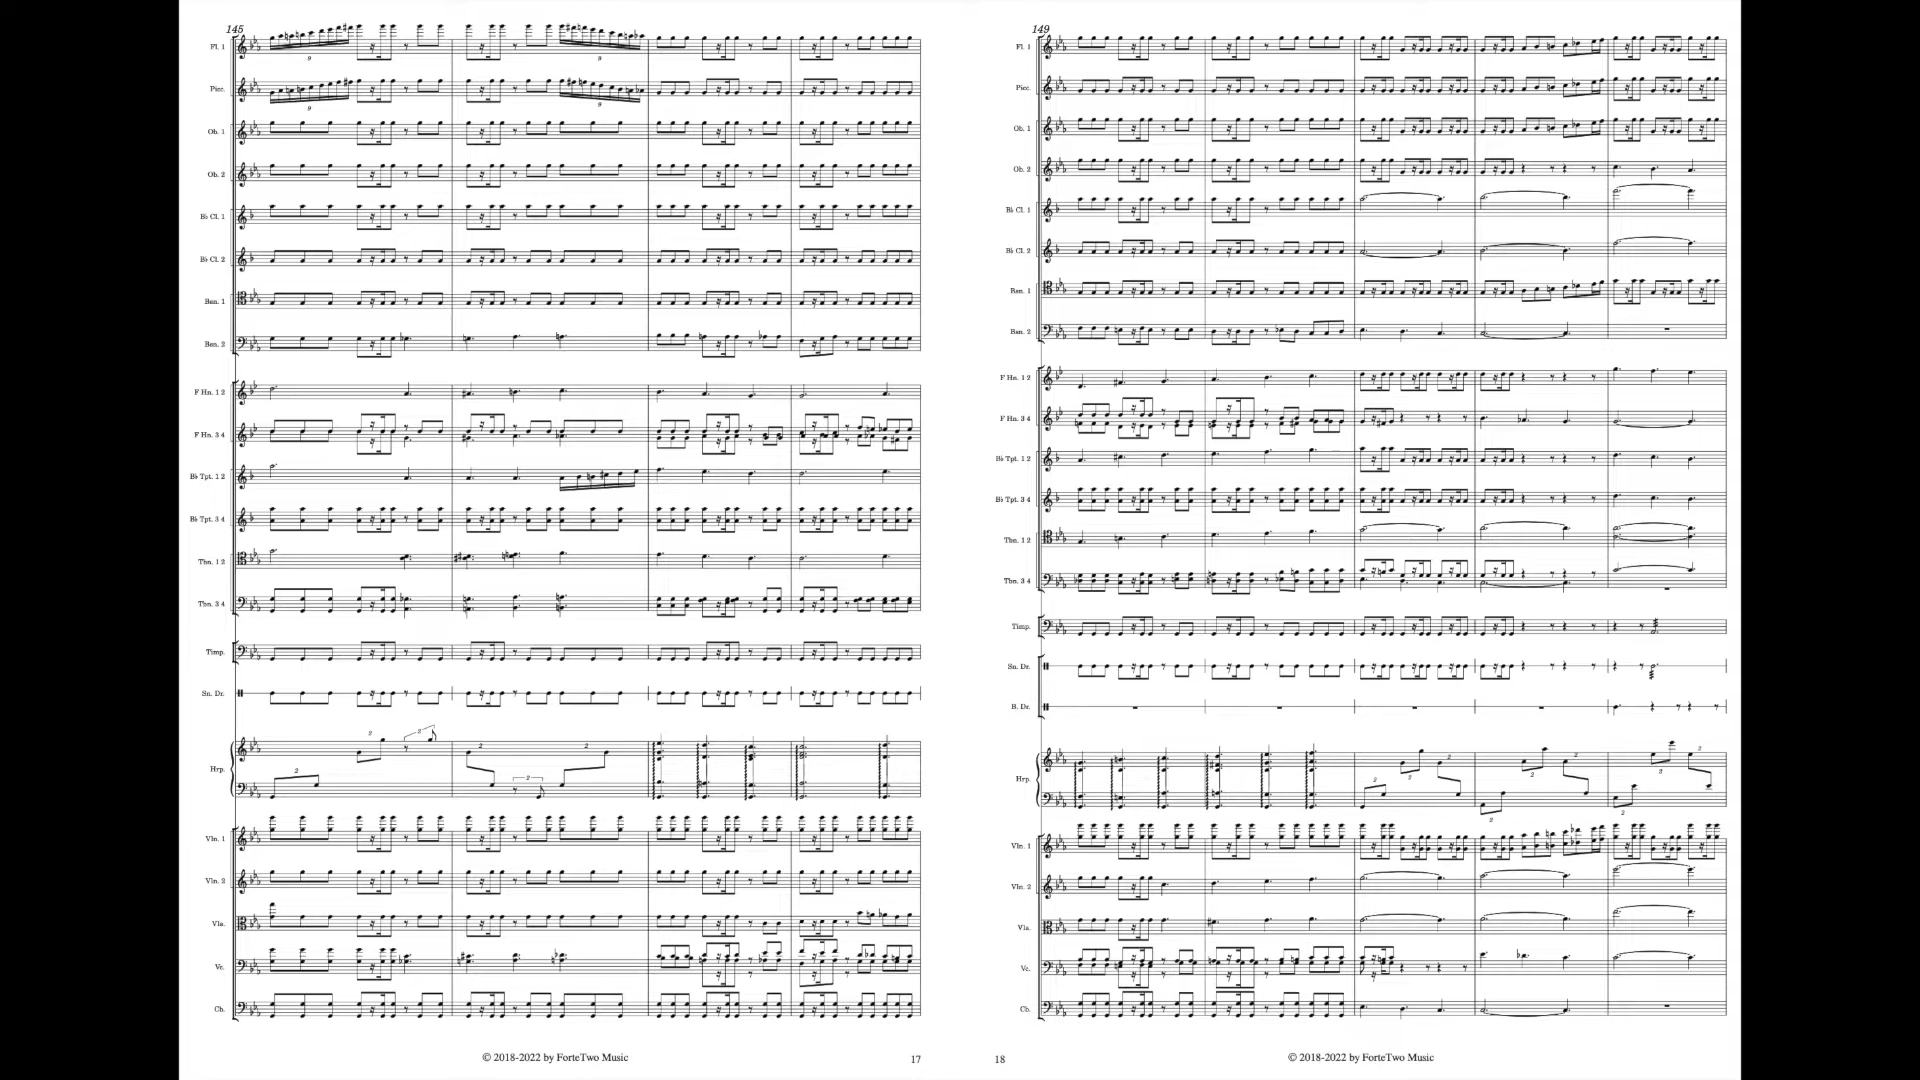 145
Fl. 1
Picc.
Ob. 1
Ob. 2
B♭ Cl. 1
B♭ Cl. 2
Bsn. 1
Bsn. 2
F Hn. 1 2
F Hn. 3 4
B♭ Tpt. 1 2
B♭ Tpt. 3 4
Tbn. 1 2
Tbn. 3 4
Timp.
Sn. Dr.
Hrp.
Vln. 1
Vln. 2
Vla.
Vc.
Cb.
© 2018-2022 by ForteTwo Music
17
149
Fl. 1
Picc.
Ob. 1
Ob. 2
B♭ Cl. 1
B♭ Cl. 2
Bsn. 1
Bsn. 2
F Hn. 1 2
F Hn. 3 4
B♭ Tpt. 1 2
B♭ Tpt. 3 4
Tbn. 1 2
Tbn. 3 4
Timp.
Sn. Dr.
B. Dr.
Hrp.
Vln. 1
Vln. 2
Vla.
Vc.
Cb.
18
© 2018-2022 by ForteTwo Music